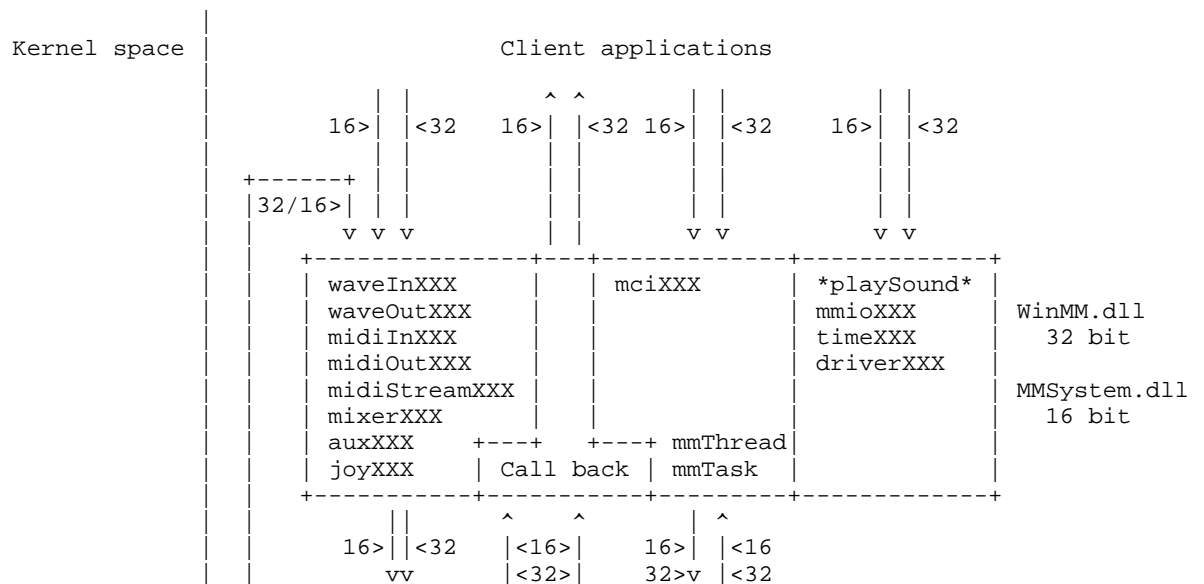 Kernel space | Client applications
16>| |<32 16>| |<32 16>| |<32 16>| |<32
+------+
|32/16>|
v v v v v v v
+---------------+---+-------------+-------------+
| waveInXXX | | mciXXX | *playSound* |
| waveOutXXX | | | mmioXXX | WinMM.dll
| midiInXXX | | | timeXXX | 32 bit
| midiOutXXX | | | driverXXX |
| midiStreamXXX | | | | MMSystem.dll
| mixerXXX | | | | 16 bit
| auxXXX +---+ +---+ mmThread| |
| joyXXX | Call back | mmTask | |
+-----------+-----------+---------+-------------+
|| ^ ^ | ^
16>||<32 |<16>| 16>| |<16
vv |<32>| 32>v |<32